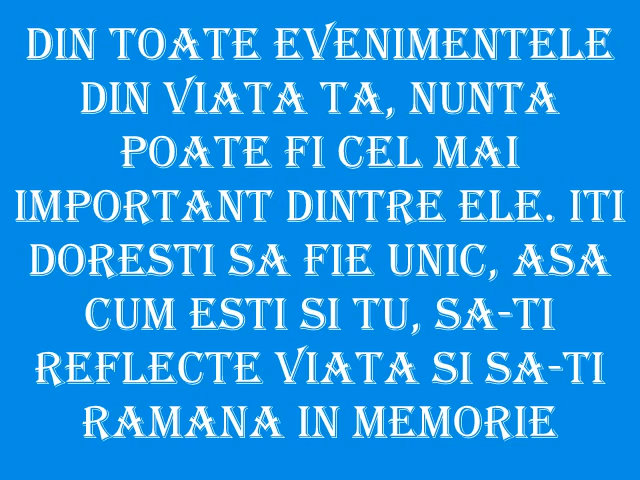 DIN TOATE EVENIMENTELE
DIN VIATA TA, NUNTA
POATE FI CEL MAI
IMPORTANT DINTRE ELE. ITI
DORESTI SA FIE UNIC, ASA
CUM ESTI SI TU, SA-TI
REFLECTE VIATA SI SA-TI
RAMANA IN MEMORIE